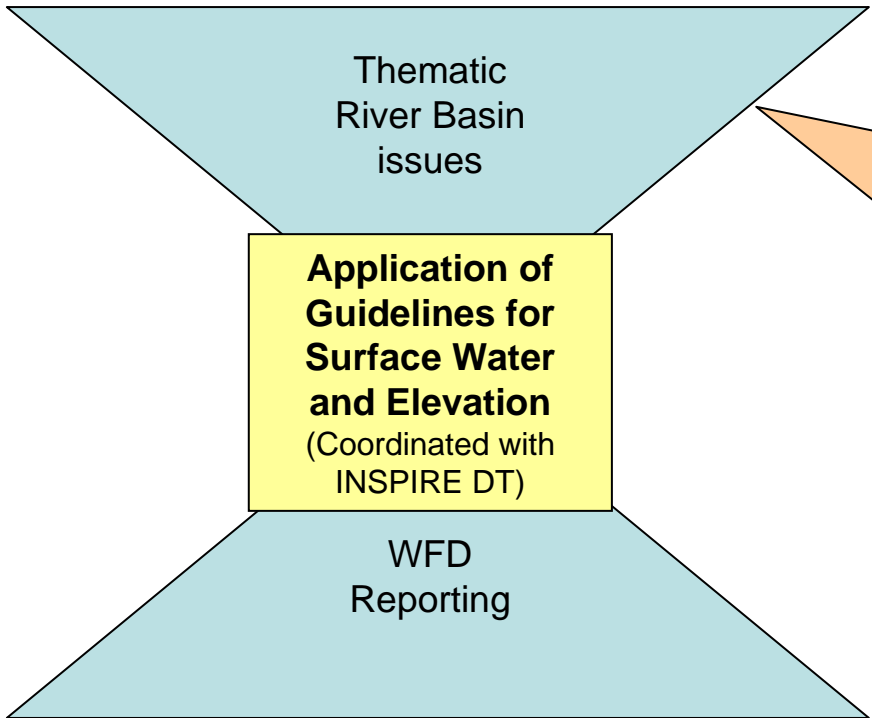 Thematic
River Basin
issues
Application of
Guidelines for
Surface Water
and Elevation
(Coordinated with
INSPIRE DT)
WFD
Reporting